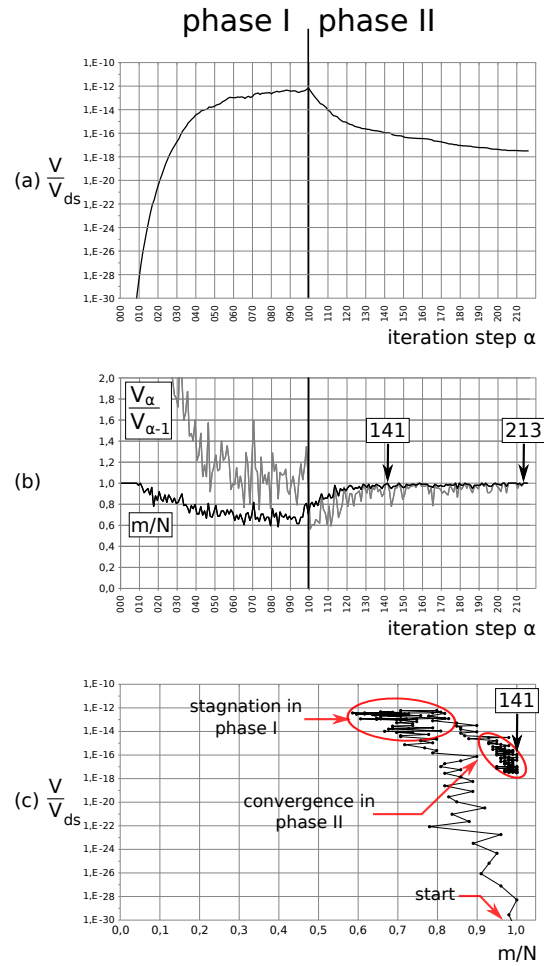 phase I phase II
1,E-10
1,E-12
1,E-14
1,E-16
1,E-18
1,E-20
1,E-22
1,E-24
1,E-26
1,E-28
1,E-30
(a) V
V ds
000 010 020 030 040 050 060 070 080 090 100 110 120 130 140 150 160 170 180 190 200 210
iteration step α
2,0
1,8
1,6
1,4
1,2
1,0
0,8
0,6
0,4
0,2
0,0
Vα
Vα-1
141 213
(b)
m/N
000 010 020 030 040 050 060 070 080 090 100 110 120 130 140 150 160 170 180 190 200 210
iteration step α
1,E-10
1,E-12
1,E-14
1,E-16
1,E-18
1,E-20
1,E-22
1,E-24
1,E-26
1,E-28
1,E-30
141
stagnation in
phase I
(c) V
Vds
convergence in
phase II
start
0,0 0,1 0,2 0,3 0,4 0,5 0,6 0,7 0,8 0,9 1,0
m/N